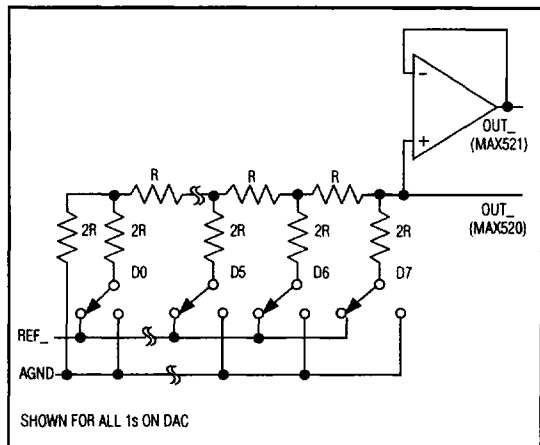 -
+
OUT_
(MAX521)
R
R
R
OUT_
(MAX520)
2R
2R
2R
2R
2R
D0
D5
D6
D7
REF_
AGND
SHOWN FOR ALL 1s ON DAC